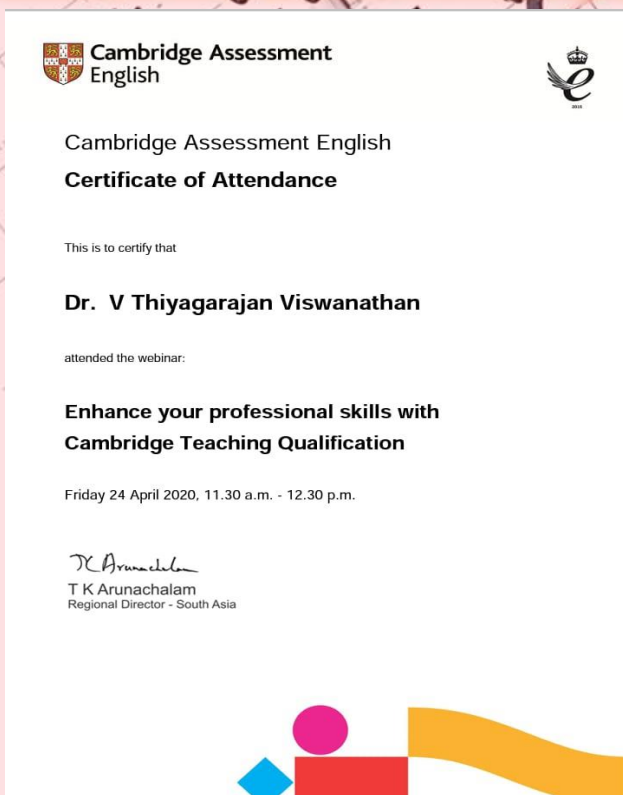 Cambridge Assessment
English
Cambridge Assessment English
Certificate of Attendance
This is to certify that
Dr. V Thiyagarajan Viswanathan
attended the webinar:
Enhance your professional skills with
Cambridge Teaching Qualification
Friday 24 April 2020, 11.30 a.m. - 12.30 p.m.
T K Arunachalam
T K Arunachalam
Regional Director - South Asia